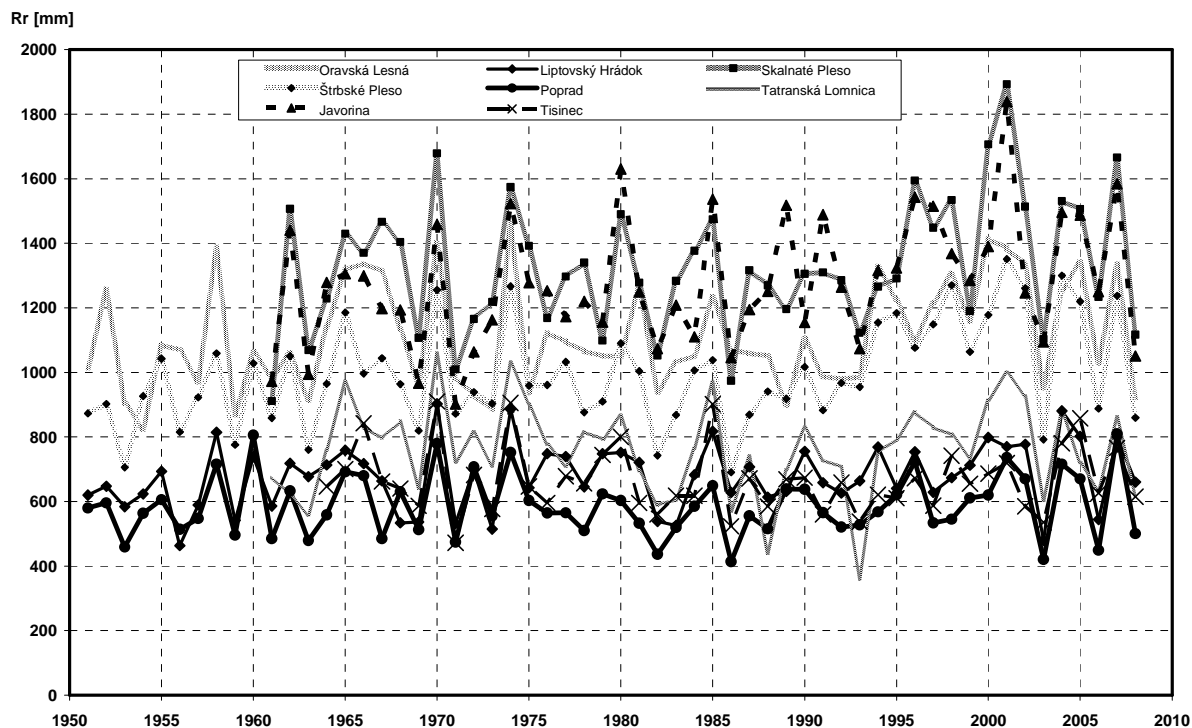 Rr [mm]
2000
1800
1600
1400
1200
1000
800
600
400
200
0
Oravská Lesná Liptovský Hrádok Skalnaté Pleso
Štrbské Pleso Poprad Tatranská Lomnica
Javorina Tisinec
1950 1955 1960 1965 1970 1975 1980 1985 1990 1995 2000 2005 2010